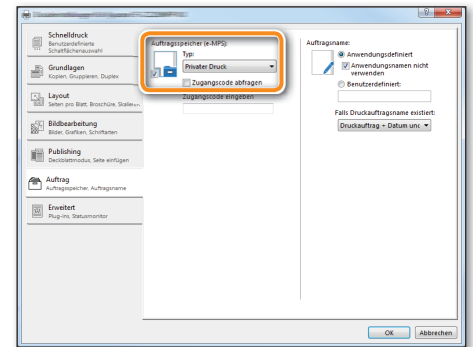 Schnelldruck
Benutzerdefinierte
Schaltflächenauswahl
Grundlagen
Kopien, Gruppieren, Duplex
Layout
Seiten pro Blatt, Broschüre,
Bildbearbeitung
Bilder, Grafiken, Schriftarten
Publishing
Deckblattmodus, Seite einfügen
Auftrag
Auftragsspeicher, Auftragsname
Erweitert
Plug-ins, Statusmonitor
Auftragsspeicher (e-MPS):
Typ:
Privater Druck
Zugangscode abfragen
Zugangscode eingeben
Auftragsname:
Anwendungsdefiniert
Anwendungsnamen nicht
verwenden
Benutzerdefiniert:
Falls Druckauftragsname existiert:
Druckauftrag + Datum unc
OK
Abbrechen